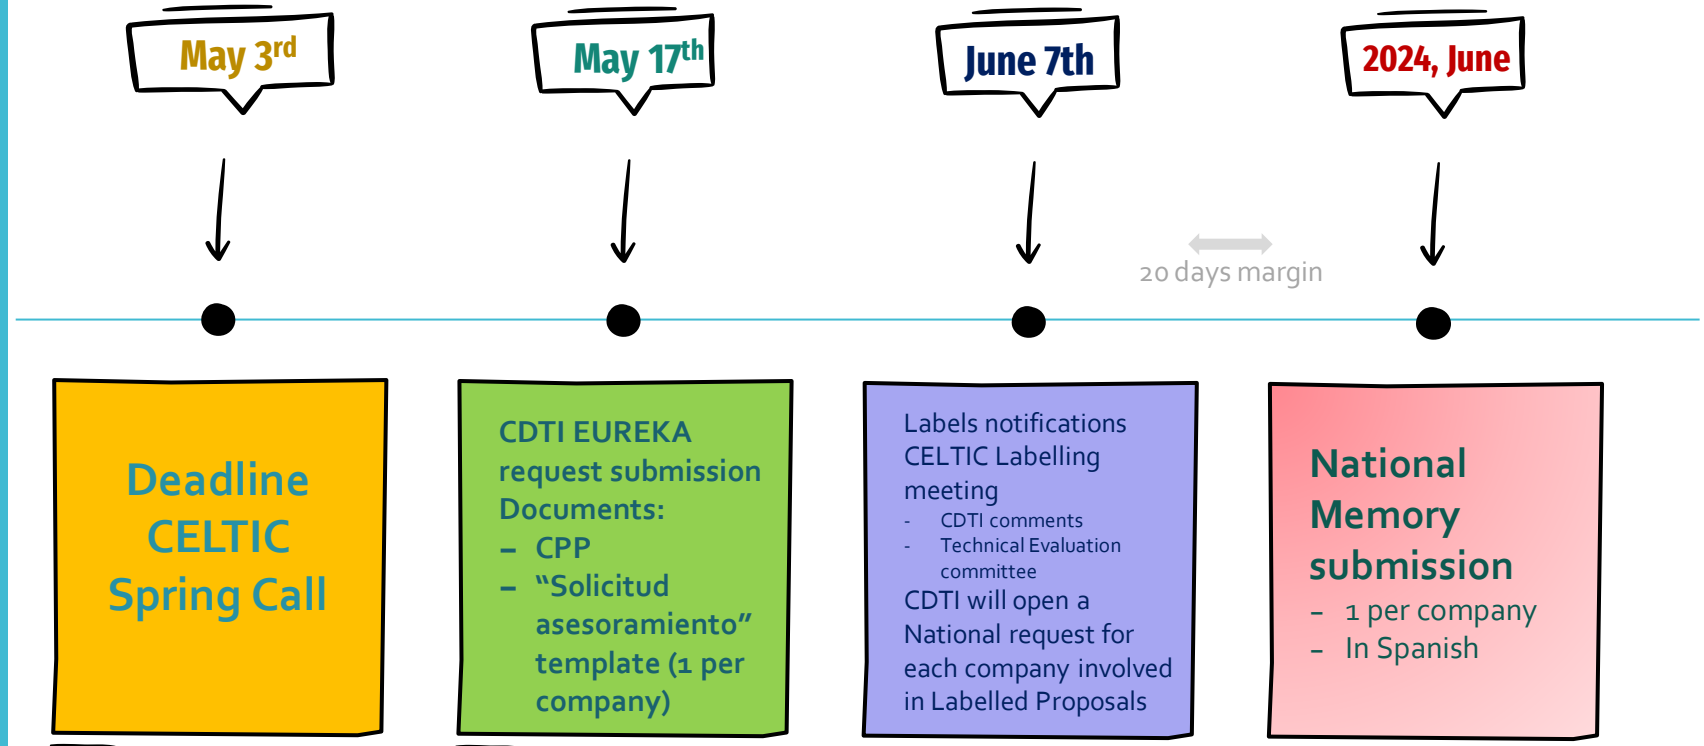 May 3rd
May 17th
June 7th
2024, June
20 days margin
Deadline
CELTIC
Spring Call
CDTI EUREKA
request submission
Documents:
– CPP
– “Solicitud
asesoramiento”
template (1 per
company)
Labels notifications
CELTIC Labelling
meeting
- CDTI comments
- Technical Evaluation
committee
CDTI will open a
National request for
each company involved
in Labelled Proposals
National
Memory
submission
– 1 per company
– In Spanish